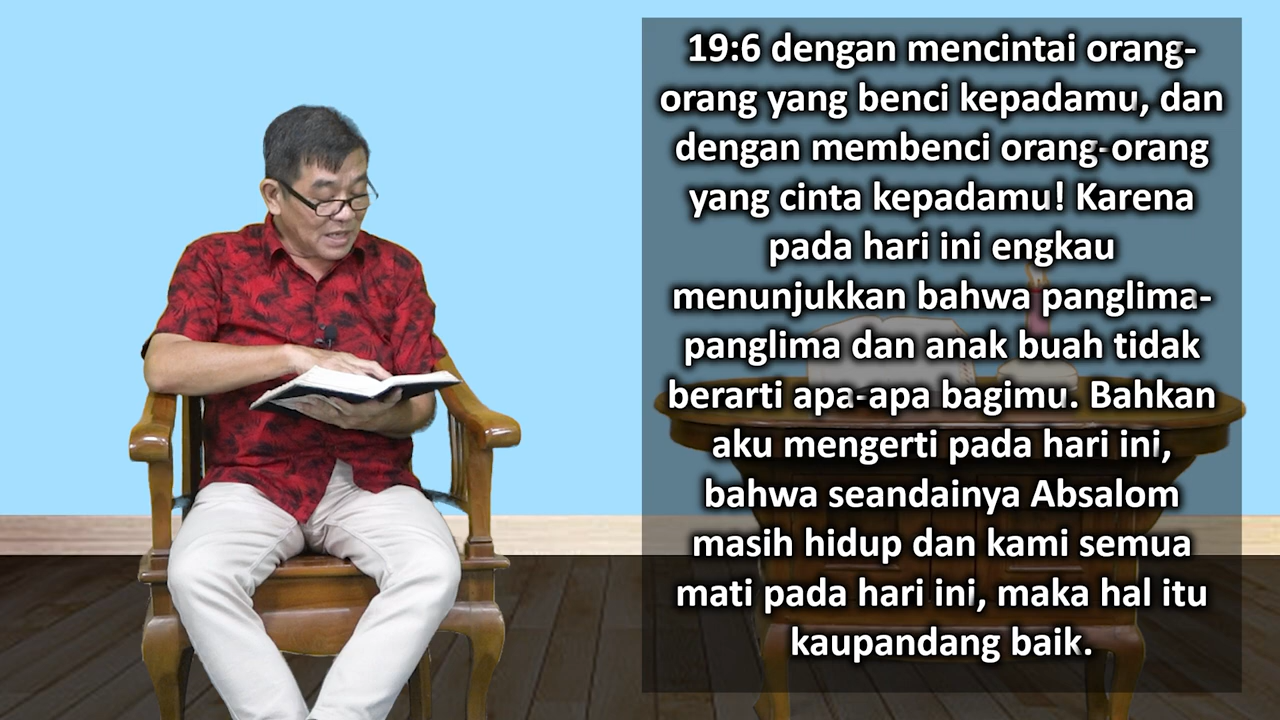 19:6 dengan mencintai orang-
orang yang benci kepadamu, dan
dengan membenci orang-orang
yang cinta kepadamu! Karena
pada hari ini engkau
menunjukkan bahwa panglima-
panglima dan anak buah tidak
berarti apa-apa bagimu. Bahkan
aku mengerti pada hari ini,
bahwa seandainya Absalom
masih hidup dan kami semua
mati pada hari ini, maka hal itu
kaupandang baik.